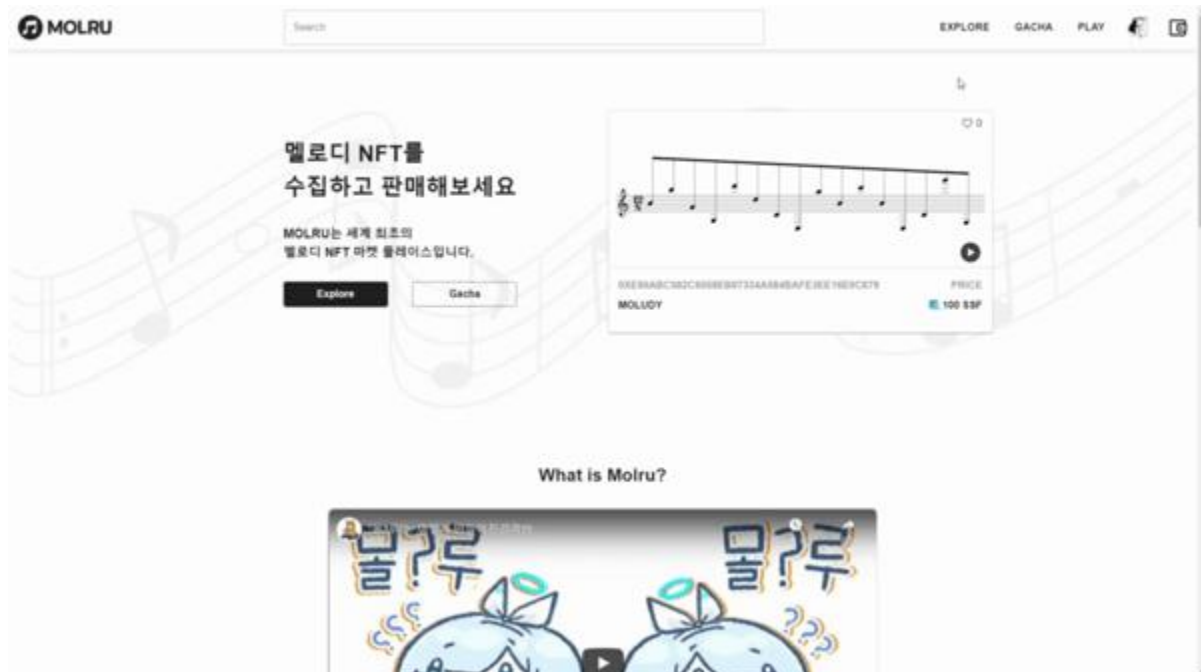 MOLRU
Search
EXPLORE
GACHA
PLAY
멜로디 NFT를
수집하고 판매해보세요
MOLRU는 세계 최초의
멜로디 NFT 마켓 플레이스입니다.
Explore
Gacha
0
PRICE
MOLUDY
100 SSF
What is Molru?
몰?루
몰?루
???
???